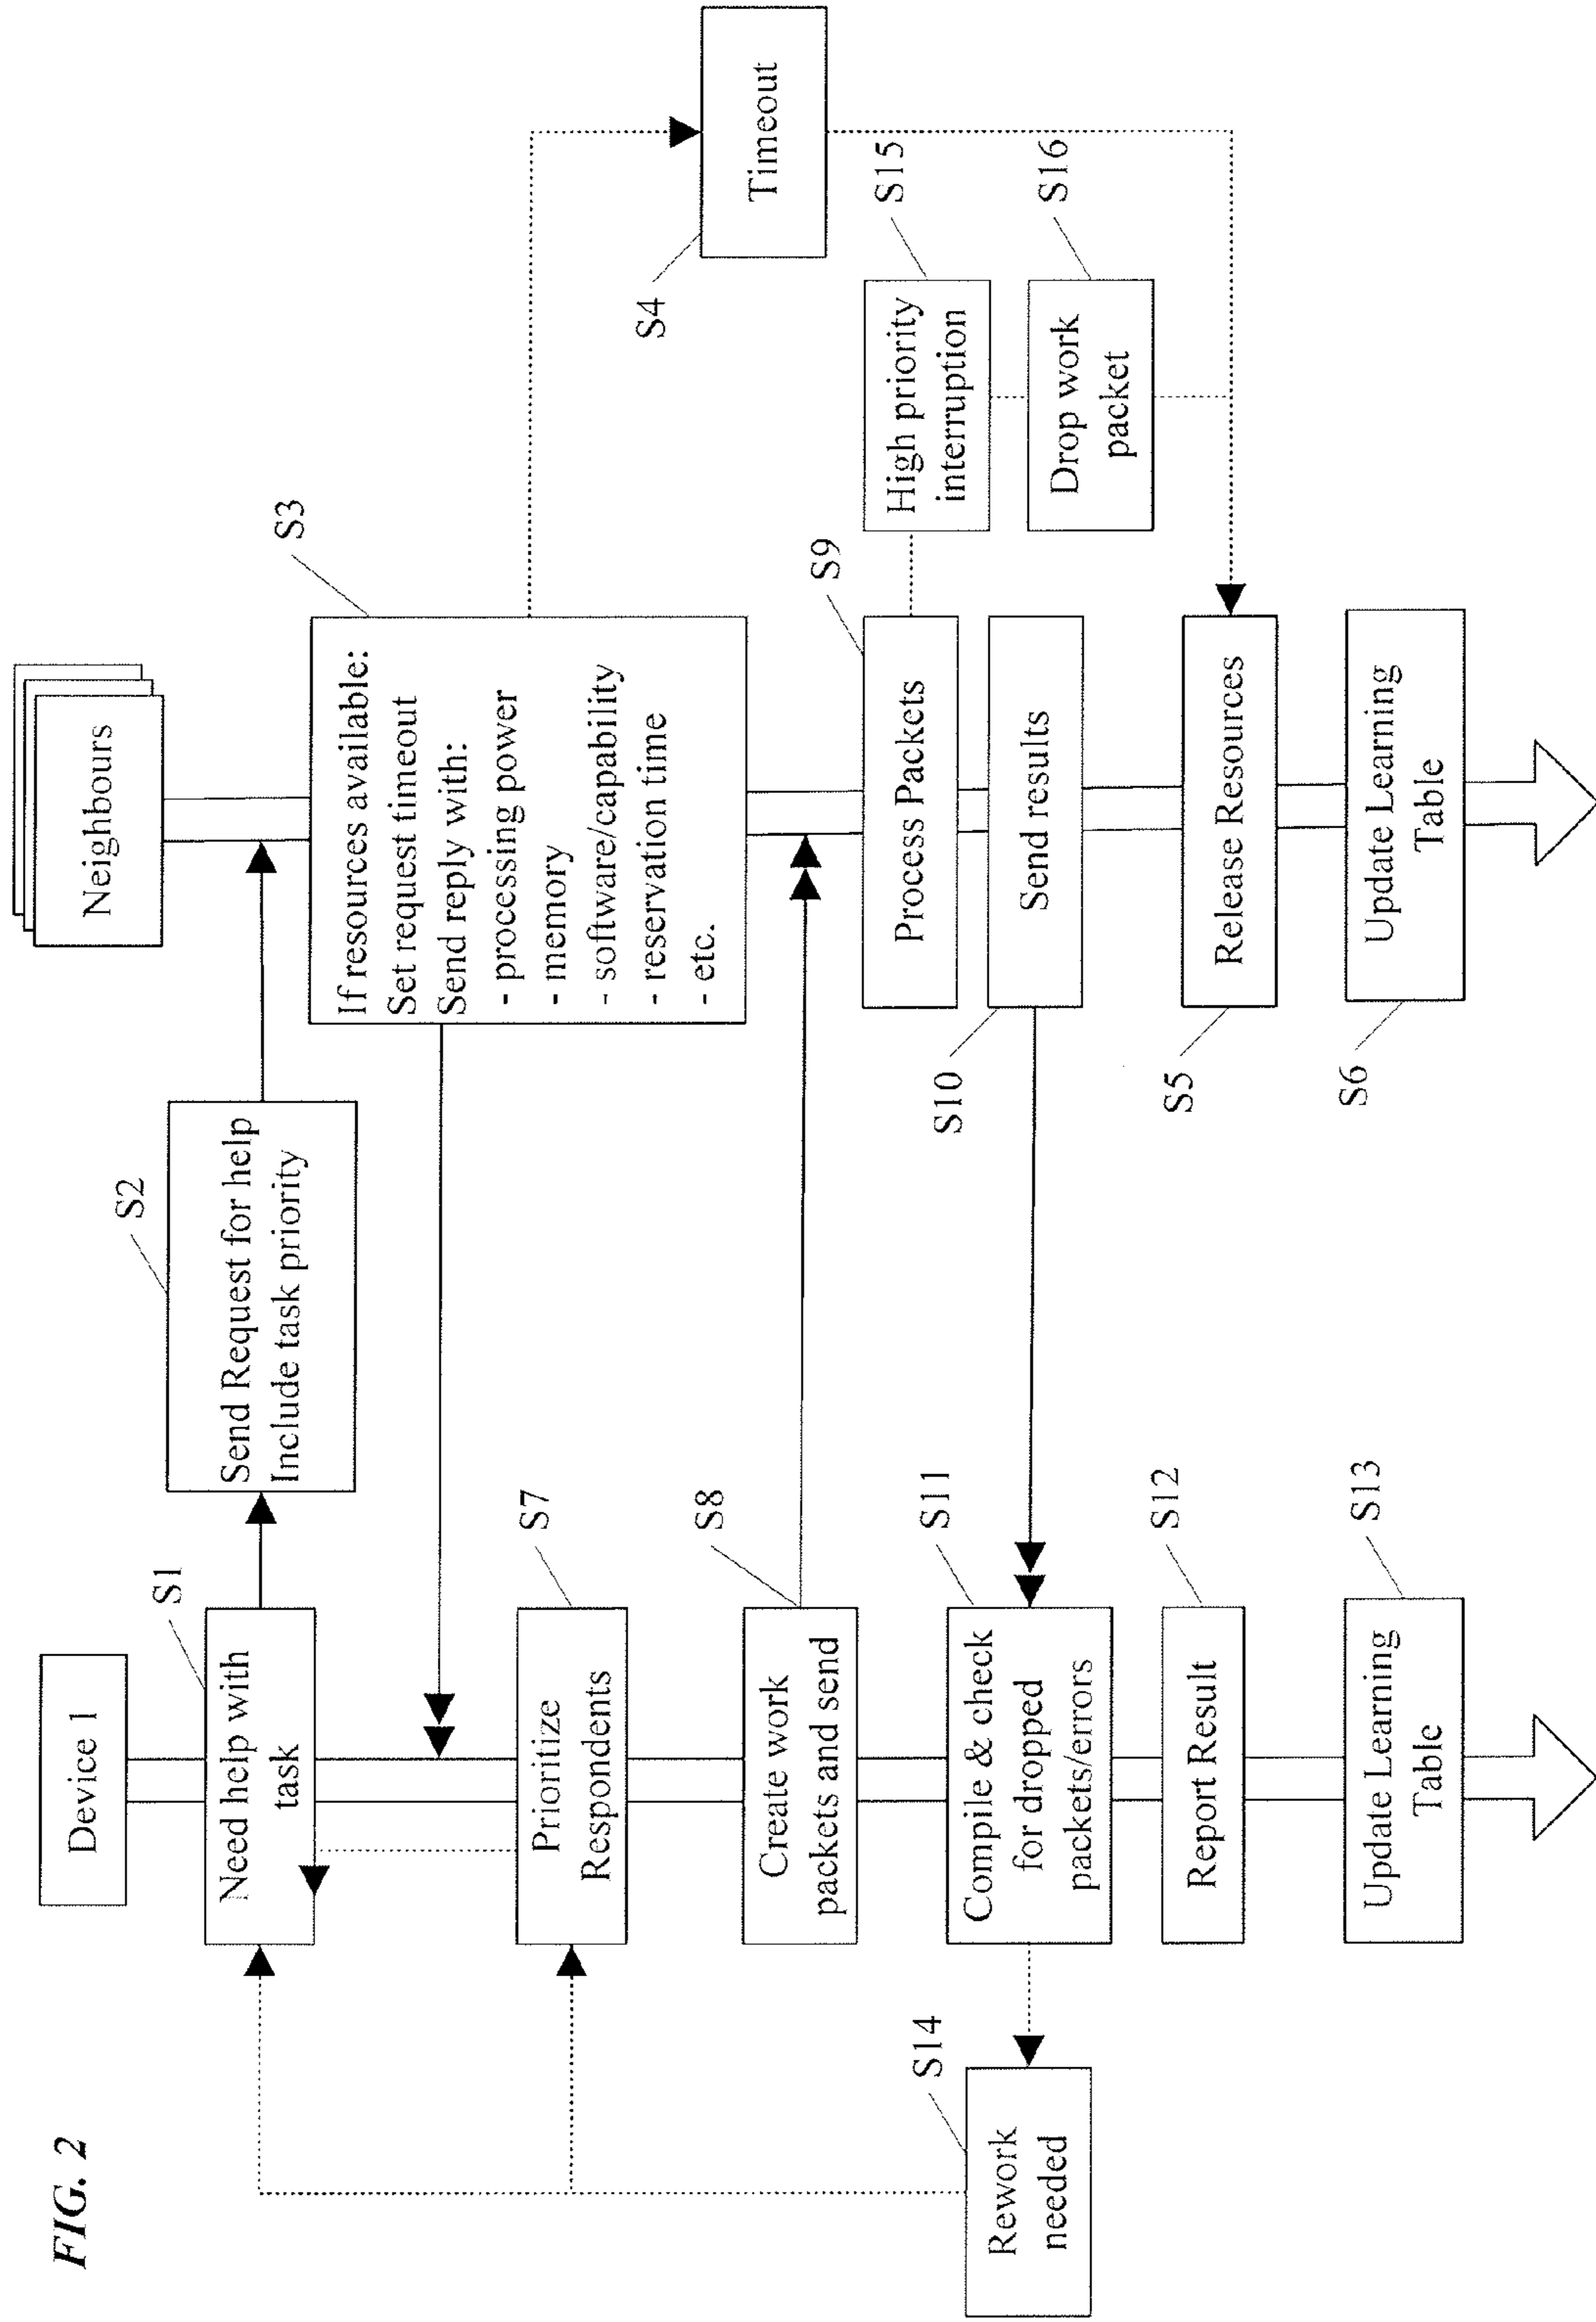 FIG. 2
Device 1
Neighbours
S1
Need help with
task
S2
Send Request for help
Include task priority
S3
If resources available:
Set request timeout
Send reply with:
- processing power
- memory
- software/capability
- reservation time
- etc.
S4
Timeout
S7
Prioritize
Respondents
S8
Create work
packets and send
S9
Process Packets
S15
High priority
interruption
S16
Drop work
packet
S10
Send results
S11
Compile & check
for dropped
packets/errors
S14
Rework
needed
S12
Report Result
S5
Release Resources
S13
Update Learning
Table
S6
Update Learning
Table